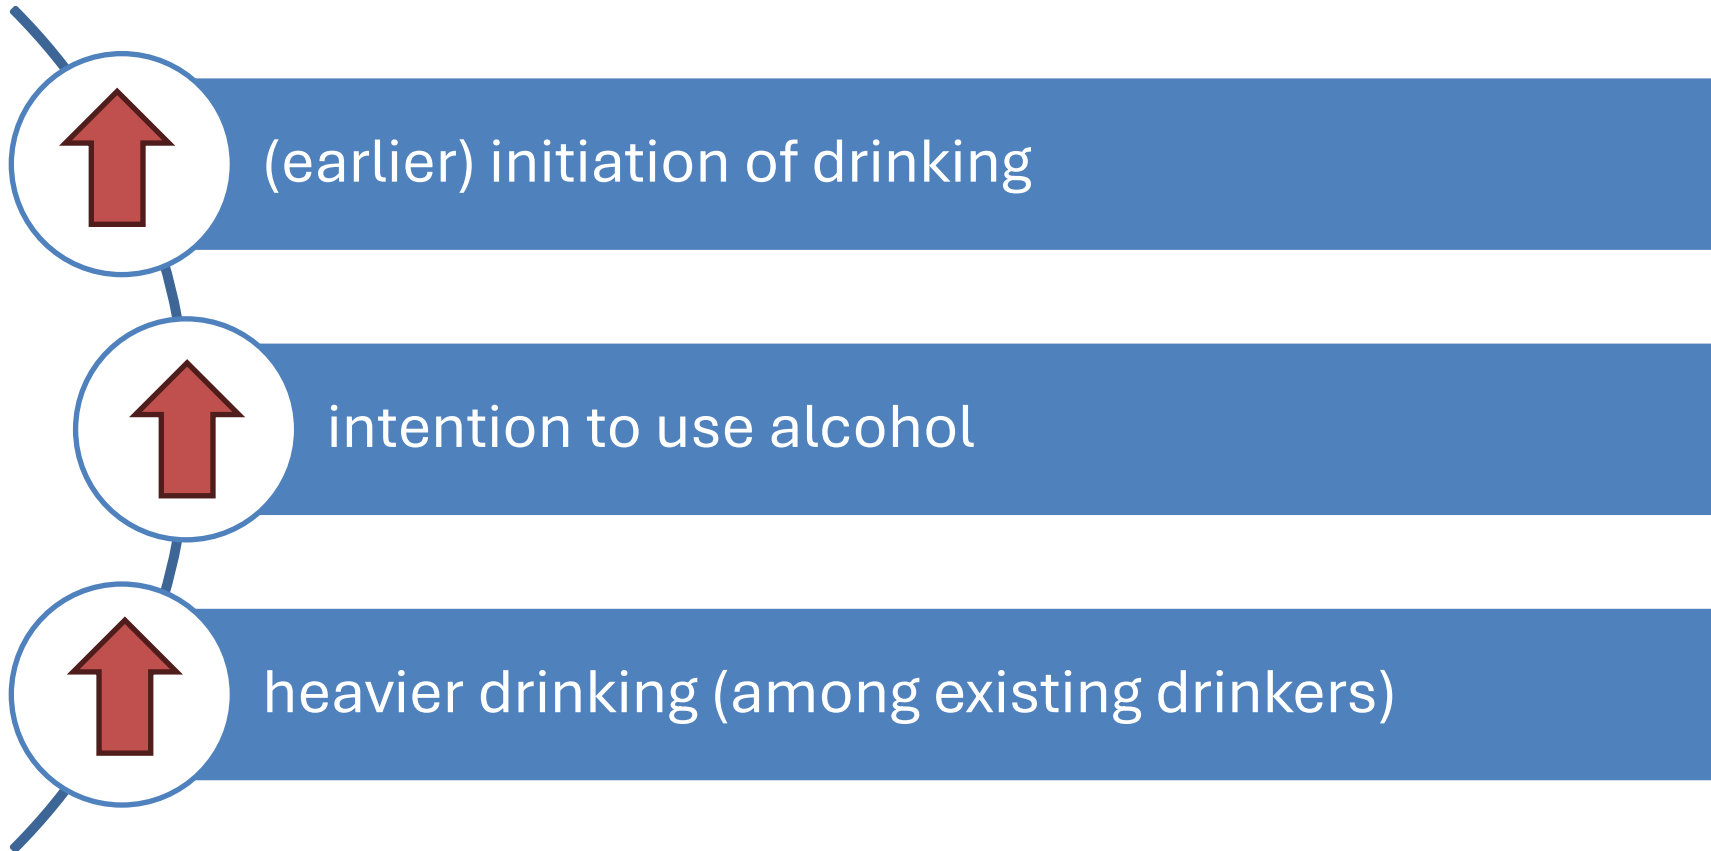 (earlier) initiation of drinking
intention to use alcohol
heavier drinking (among existing drinkers)